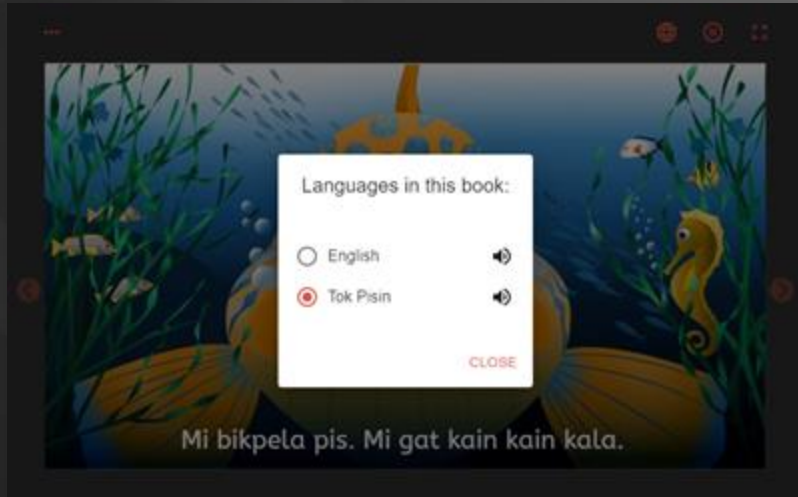 Languages in this book:
English
Tok Pisin
CLOSE
Mi bikpela pis. Mi gat kain kain kala.